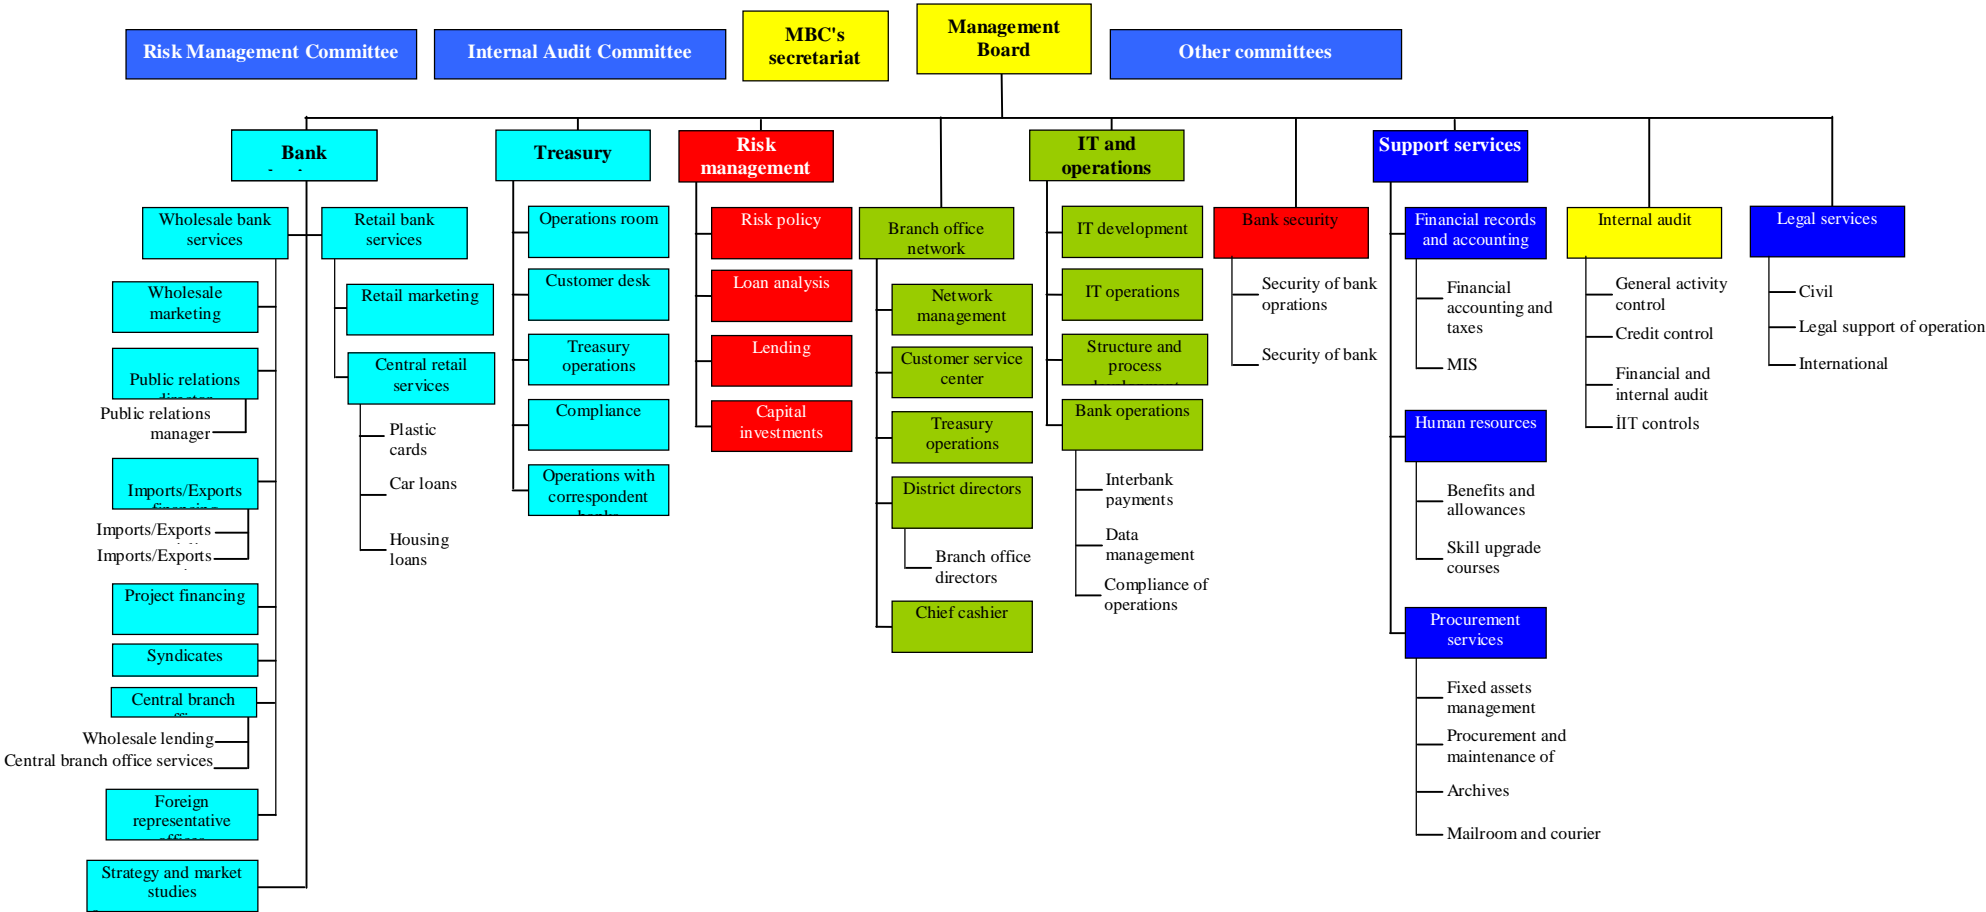 Risk Management Committee
Internal Audit Committee
MBC's
secretariat
Management
Board
Other committees
Bank
Treasury
Risk
management
IT and
operations
Support services
Wholesale bank
services
Retail bank
services
Wholesale
marketing
Public relations
director
Public relations
manager
Imports/Exports
financing
Imports/Exports
Imports/Exports
Project financing
Syndicates
Central branch
Wholesale lending
Central branch office services
Foreign
representative
offices
Strategy and market
studies
Retail marketing
Central retail
services
Plastic
cards
Car loans
Housing
loans
Operations room
Customer desk
Treasury
operations
Compliance
Operations with
correspondent
banks
Risk policy
Loan analysis
Lending
Capital
investments
Branch office
network
Network
management
Customer service
center
Treasury
operations
District directors
Branch office
directors
Chief cashier
IT development
IT operations
Structure and
process
development
Bank operations
Interbank
payments
Data
management
Compliance of
operations
Bank security
Security of bank
oprations
Security of bank
Financial records
and accounting
Financial
accounting and
taxes
MIS
Human resources
Benefits and
allowances
Skill upgrade
courses
Procurement
services
Fixed assets
management
Procurement and
maintenance of
Archives
Mailroom and courier
Internal audit
General activity
control
Credit control
Financial and
internal audit
İIT controls
Legal services
Civil
Legal support of operation
International